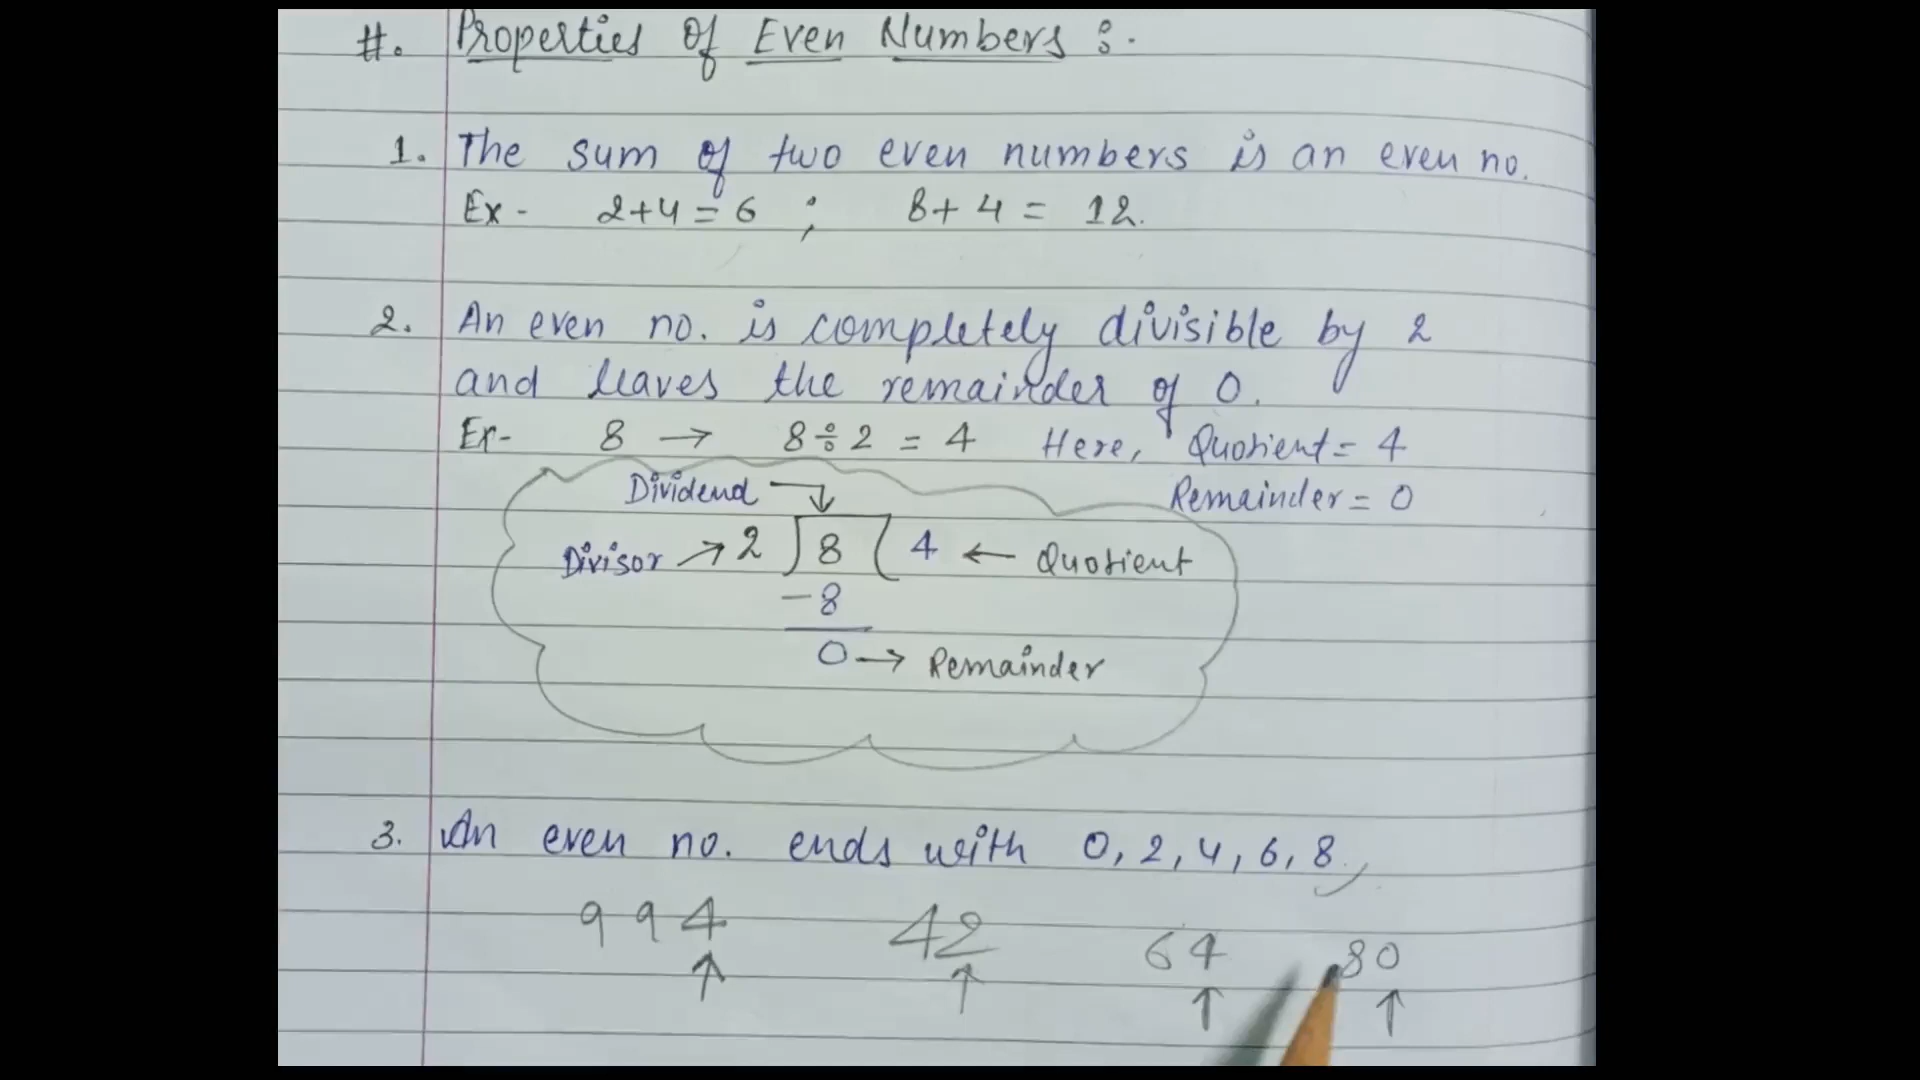 #. Properties of Even Numbers :-
1. The sum of two even numbers is an even no.
Ex - 2+4=6 ; 8+4 = 12.
2. An even no. is completely divisible by 2
and leaves the remainder of 0.
Ex- 8 → 8÷2 = 4 Here, Quotient= 4
Remainder = 0
Dividend
Divisor → 2 ) 8 ( 4 ← Quotient
-8
0 → Remainder
3. An even no. ends with 0, 2, 4, 6, 8
994 42 64 80